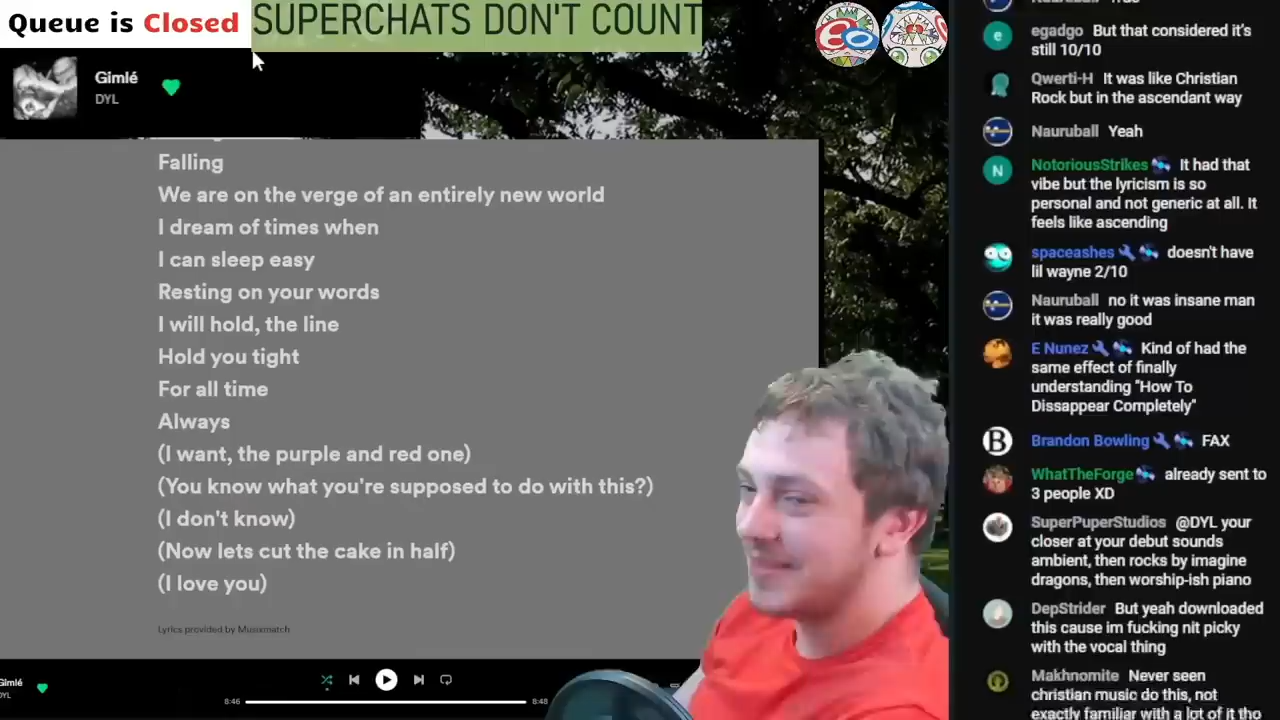 Queue is Closed
SUPERCHATS DON'T COUNT
Gimlé
DYL
Falling
We are on the verge of an entirely new world
I dream of times when
I can sleep easy
Resting on your words
I will hold, the line
Hold you tight
For all time
Always
(I want, the purple and red one)
(You know what you're supposed to do with this?)
(I don't know)
(Now lets cut the cake in half)
(I love you)
Lyrics provided by Musixmatch
Gimlé
DYL
8:46
8:48
egadgo But that considered it's
still 10/10
Qwerti-H It was like Christian
Rock but in the ascendant way
Nauruball Yeah
NotoriousStrikes It had that
vibe but the lyricism is so
personal and not generic at all. It
feels like ascending
spaceashes doesn't have
lil wayne 2/10
Nauruball no it was insane man
it was really good
E Nunez Kind of had the
same effect of finally
understanding "How To
Dissappear Completely"
B
Brandon Bowling FAX
WhatTheForge already sent to
3 people XD
SuperPuperStudios @DYL your
closer at your debut sounds
ambient, then rocks by imagine
dragons, then worship-ish piano
DepStrider But yeah downloaded
this cause im fucking nit picky
with the vocal thing
Makhnomite Never seen
christian music do this, not
exactly familiar with a lot of it tho